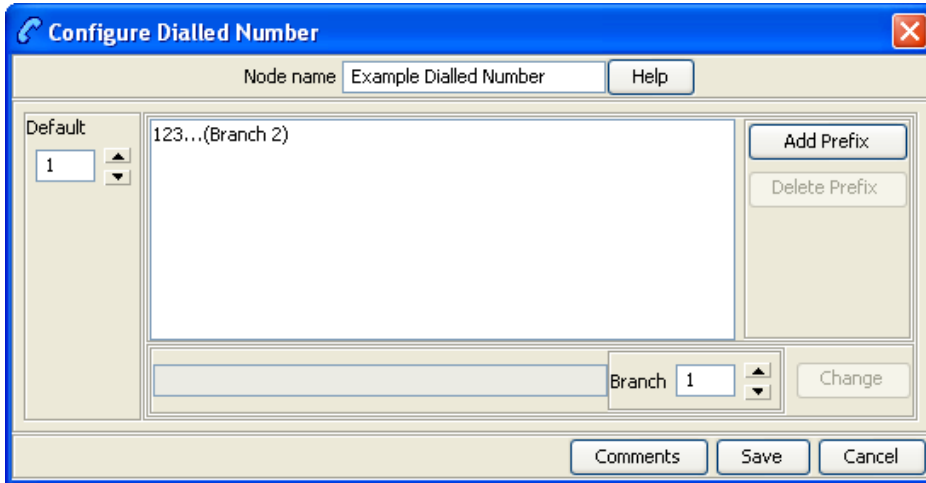 Configure Dialled Number
Node name Example Dialled Number Help
Default
1
123...(Branch 2)
Add Prefix
Delete Prefix
Branch 1 Change
Comments Save Cancel